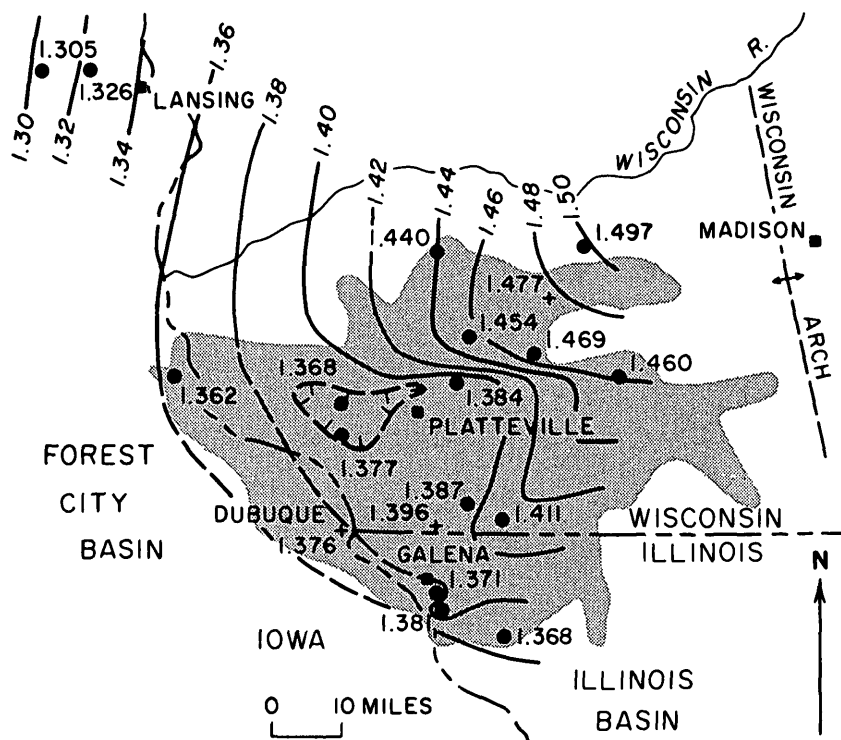 1.305
1.326
LANSING
1.30
1.32
1.34
1.36
1.38
1.40
1.42
1.44
1.46
1.48
1.50
WISCONSIN R.
WISCONSIN
ARCH
MADISON
1.497
1.440
1.477
1.454
1.469
1.460
1.368
1.362
1.384
PLATTEVILLE
1.377
FOREST
CITY
BASIN
1.387
DUBUQUE
1.396
1.411
WISCONSIN
1.376
GALENA
ILLINOIS
N
1.371
1.38
1.368
IOWA
ILLINOIS
BASIN
0 10 MILES